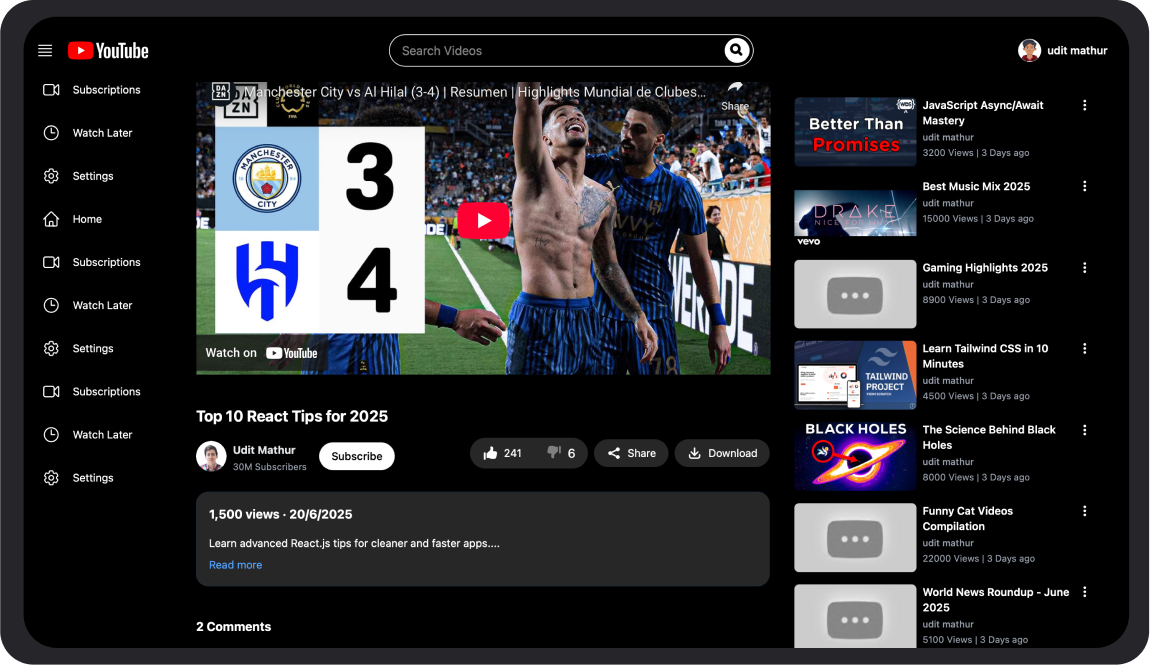 YouTube
Search Videos
udit mathur
Subscriptions
Watch Later
Settings
Home
Subscriptions
Watch Later
Settings
Subscriptions
Watch Later
Settings
DAZN
Manchester City vs Al Hilal (3-4) | Resumen | Highlights Mundial de Clubes...
Share
ZN
FIFA
MANCHESTER
CITY
3
4
Watch on YouTube
Top 10 React Tips for 2025
Udit Mathur
30M Subscribers
Subscribe
241
6
Share
Download
1,500 views · 20/6/2025
Learn advanced React.js tips for cleaner and faster apps....
Read more
2 Comments
Better Than
Promises
JavaScript Async/Await
Mastery
udit mathur
3200 Views | 3 Days ago
DRAKE
NICE FOR WHAT
vevo
Best Music Mix 2025
udit mathur
15000 Views | 3 Days ago
Gaming Highlights 2025
udit mathur
8900 Views | 3 Days ago
TAILWIND
PROJECT
FROM SCRATCH
Learn Tailwind CSS in 10
Minutes
udit mathur
4500 Views | 3 Days ago
BLACK HOLES
The Science Behind Black
Holes
udit mathur
8000 Views | 3 Days ago
Funny Cat Videos
Compilation
udit mathur
22000 Views | 3 Days ago
World News Roundup - June
2025
udit mathur
5100 Views | 3 Days ago